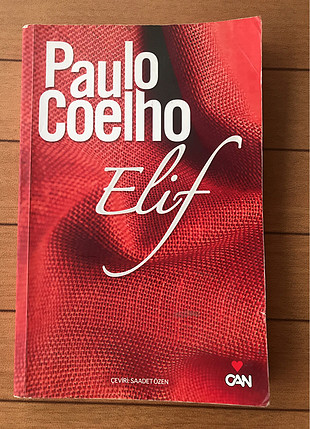 Paulo
Coelho
Elif
ÇEVİRİ: SAADET ÖZEN
CAN